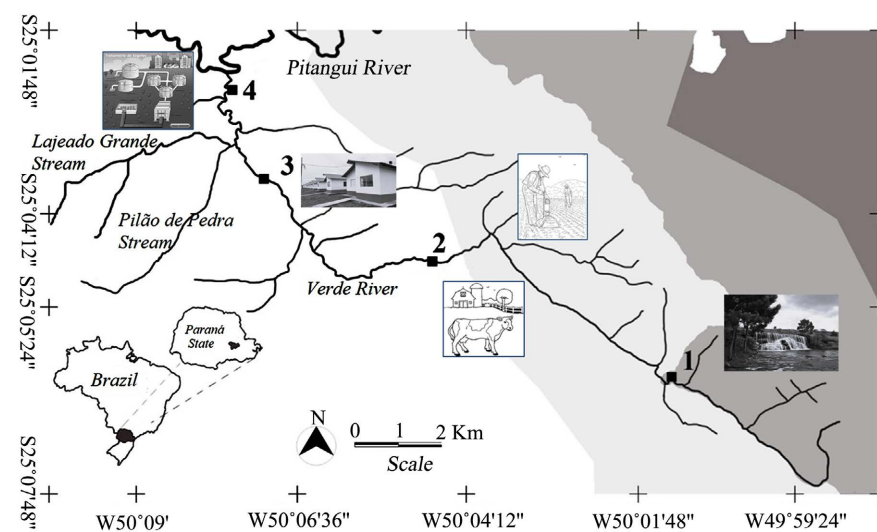 S25°01'48"
S25°04'12"
S25°05'24"
S25°07'48"
Pitangui River
4
Lajeado Grande
Stream
3
Pilão de Pedra
Stream
2
Verde River
1
Paraná
State
Brazil
N
0 1 2 Km
Scale
W50°09'
W50°06'36"
W50°04'12"
W50°01'48"
W49°59'24"